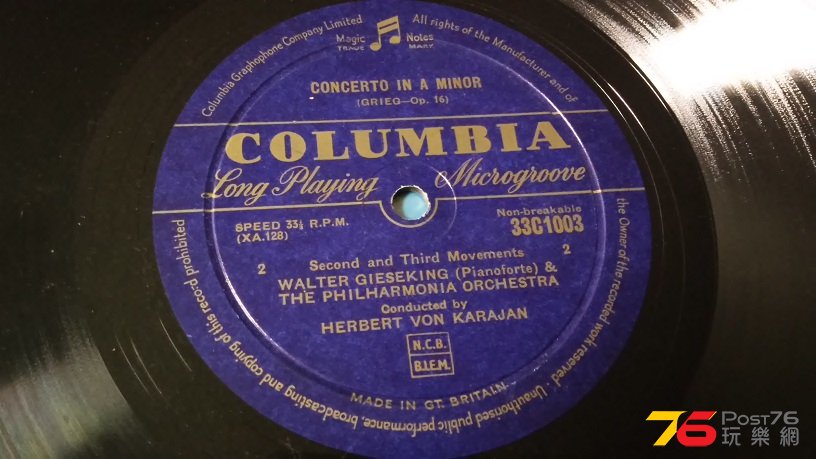 Columbia Graphophone Company Limited
All rights of the Manufacturer and of
the Owner of the recorded work reserved · Unauthorised public performance, broadcasting and copying of this record prohibited
Magic Notes
TRADE MARK
CONCERTO IN A MINOR
(GRIEG—Op. 16)
COLUMBIA
Long Playing Microgroove
SPEED 33⅓ R.P.M.
(XA.128)
Non-breakable
33C1003
2 Second and Third Movements 2
WALTER GIESEKING (Pianoforte) &
THE PHILHARMONIA ORCHESTRA
Conducted by
HERBERT VON KARAJAN
N.C.B.
B.I.E.M.
MADE IN GT. BRITAIN
76 POST76
玩樂網